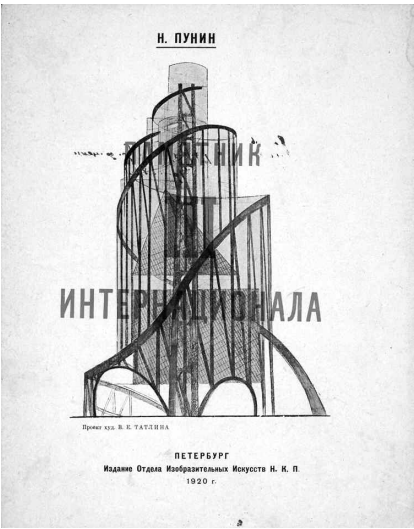 Н. ПУНИН
ПАМЯТНИК
III
ИНТЕРНАЦИОНАЛА
Проект худ. В. Е. ТАТЛИНА
ПЕТЕРБУРГ
Издание Отдела Изобразительных Искусств Н. К. П.
1920 г.